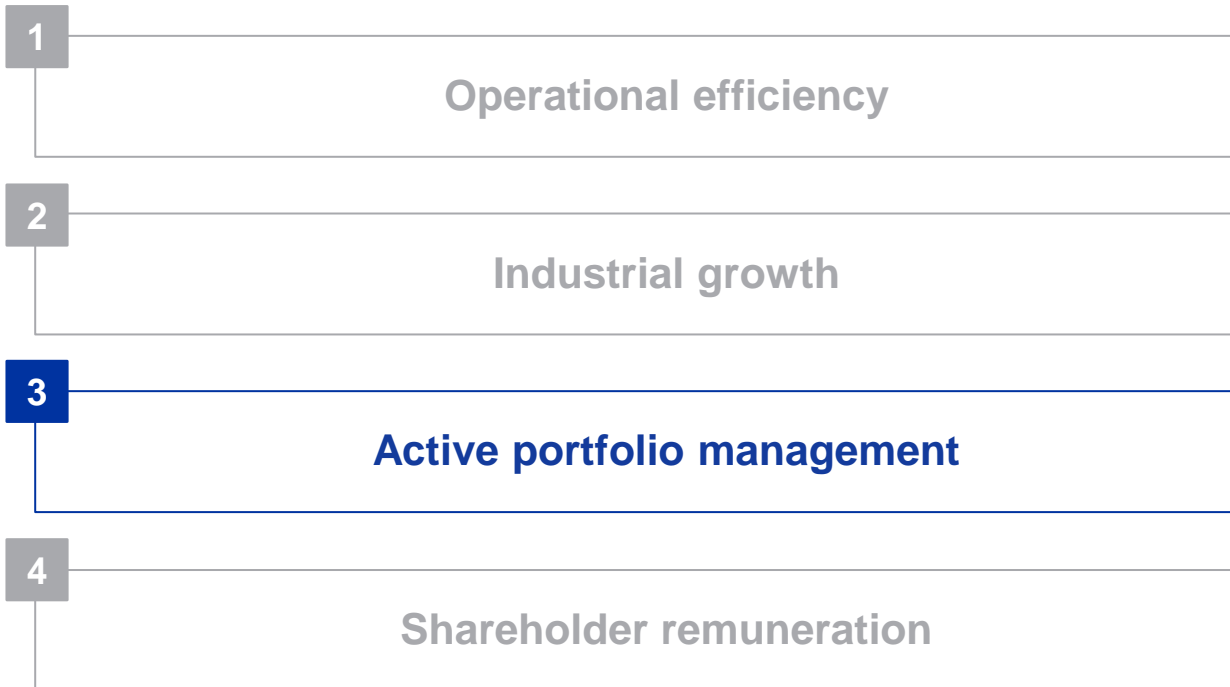 1
Operational efficiency
2
Industrial growth
3
Active portfolio management
4
Shareholder remuneration